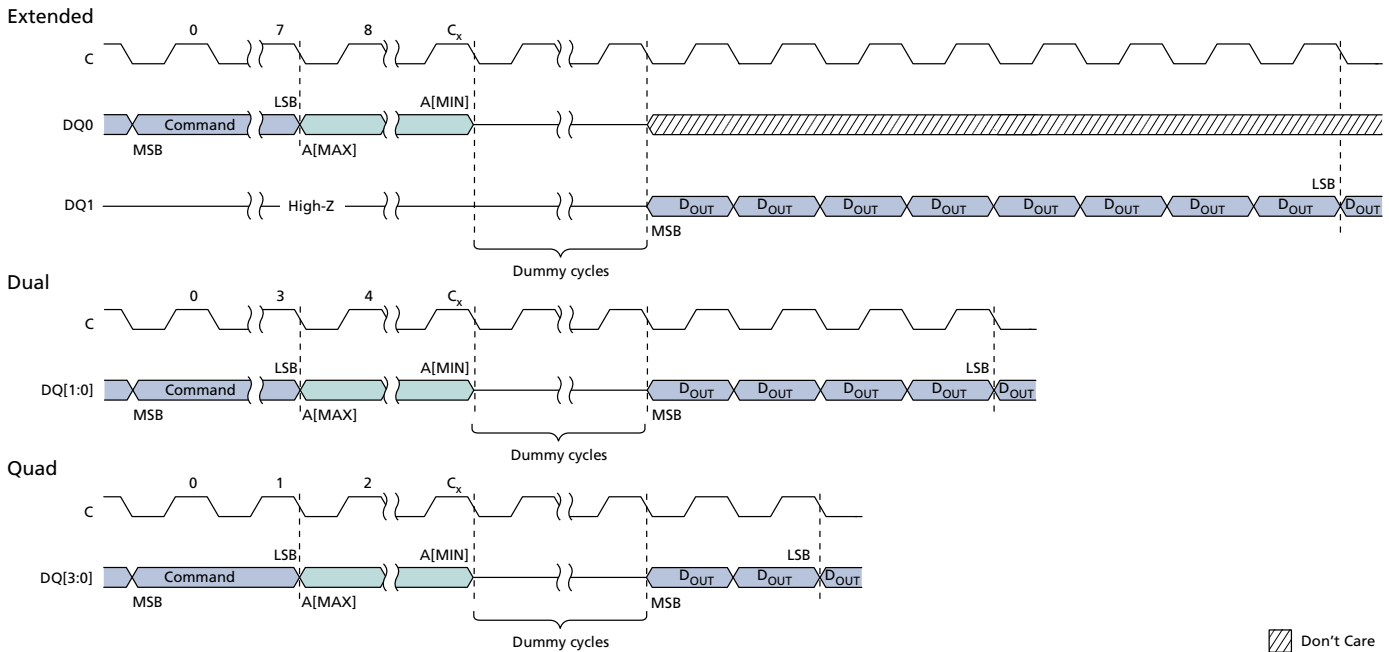 Extended
0 7 8 Cx
C
LSB A[MIN]
DQ0 Command
MSB A[MAX]
LSB
DQ1 High-Z DOUT DOUT DOUT DOUT DOUT DOUT DOUT DOUT DOUT
MSB
Dummy cycles
Dual
0 3 4 Cx
C
LSB A[MIN] LSB
DQ[1:0] Command DOUT DOUT DOUT DOUT DOUT
MSB A[MAX] MSB
Dummy cycles
Quad
0 1 2 Cx
C
LSB A[MIN] LSB
DQ[3:0] Command DOUT DOUT DOUT
MSB A[MAX] MSB
Dummy cycles
Don't Care